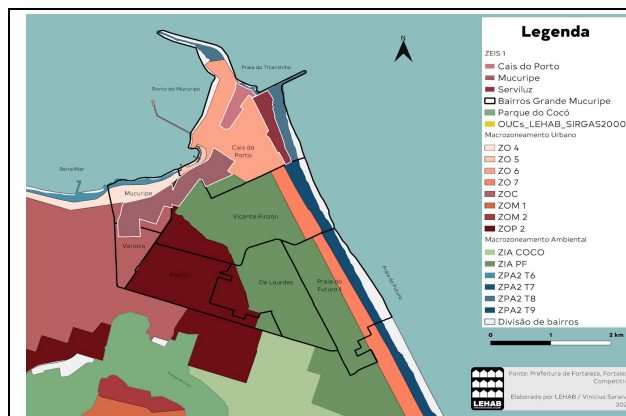 Legenda
ZEIS 1
Cais do Porto
Mucuripe
Serviluz
Bairros Grande Mucuripe
Parque do Cocó
OUCs_LEHAB_SIRGAS2000
Macrozoneamento Urbano
ZO 4
ZO 5
ZO 6
ZO 7
ZOC
ZOM 1
ZOM 2
ZOP 2
Macrozoneamento Ambiental
ZIA COCO
ZIA PF
ZPA2 T6
ZPA2 T7
ZPA2 T8
ZPA2 T9
Divisão de bairros
0 1 2 km
N
Praia do Titanzinho
Porto do Mucuripe
Cais do
Porto
Beira Mar
Mucuripe
Vicente Pinzon
Varjota
Papicu
De Lourdes
Praia do
Futuro I
Praia do Futuro
LEHAB
Fonte: Prefeitura de Fortaleza, Fortalez
Competitiv
Elaborado por LEHAB / Vinicius Saraiv
202